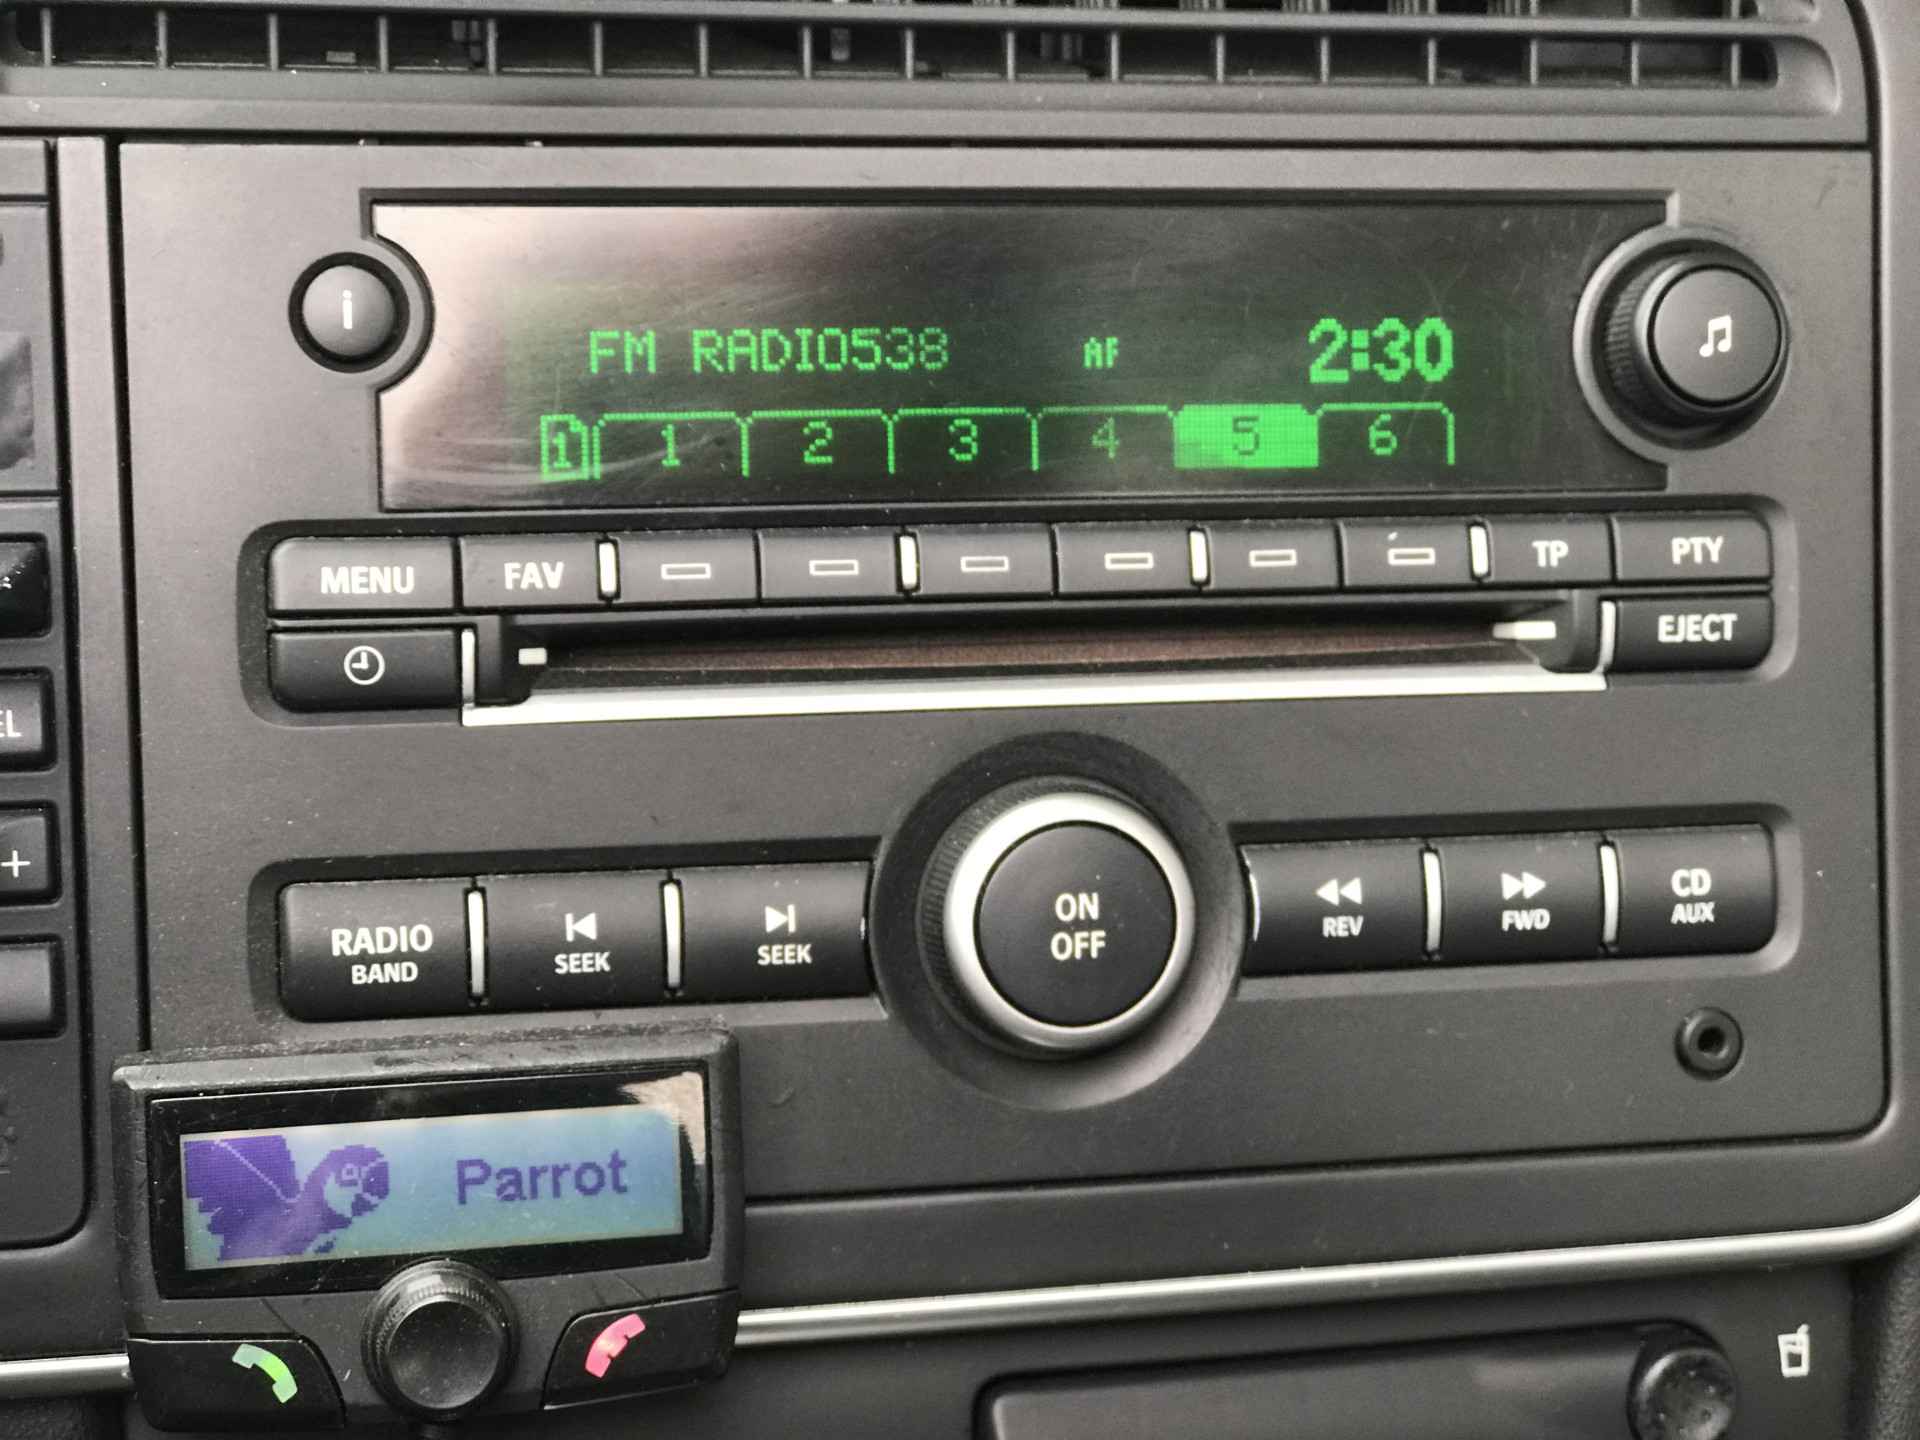 i
FM RADIO538 AF 2:30
1 1 2 3 4 5 6
MENU FAV TP PTY
EJECT
EL
+
RADIO
BAND
SEEK
SEEK
ON
OFF
REV
FWD
CD
AUX
Parrot